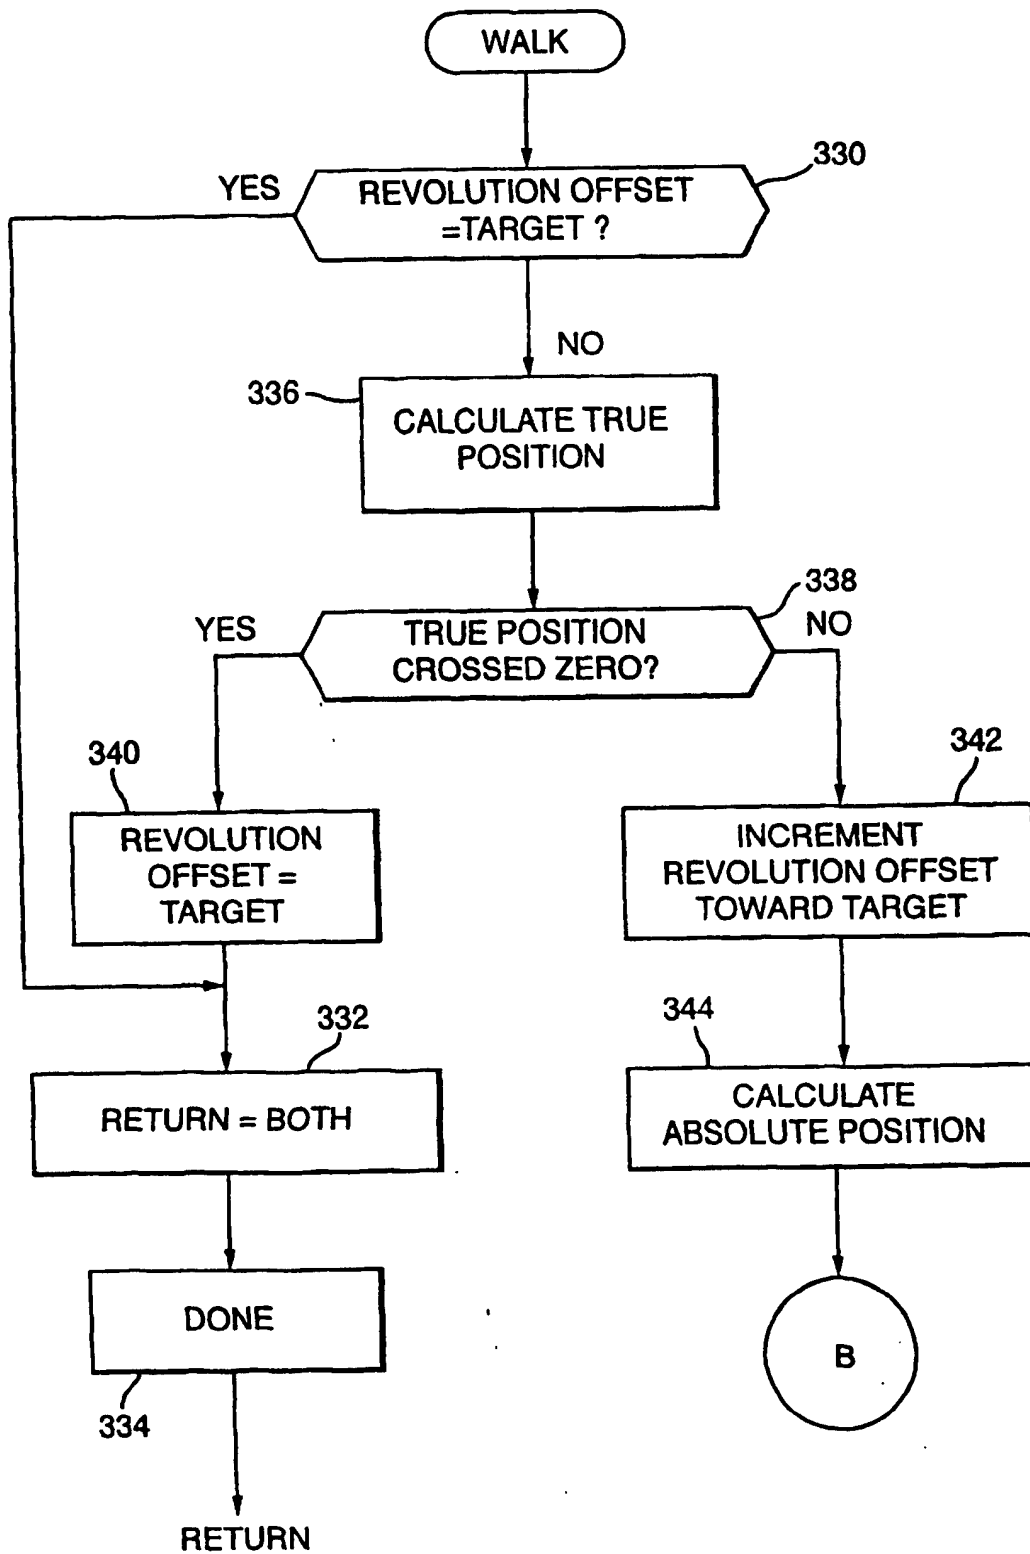 WALK
330
YES
REVOLUTION OFFSET
=TARGET ?
NO
336
CALCULATE TRUE
POSITION
338
YES
TRUE POSITION
CROSSED ZERO?
NO
340
REVOLUTION
OFFSET =
TARGET
342
INCREMENT
REVOLUTION OFFSET
TOWARD TARGET
332
RETURN = BOTH
344
CALCULATE
ABSOLUTE POSITION
DONE
334
B
RETURN